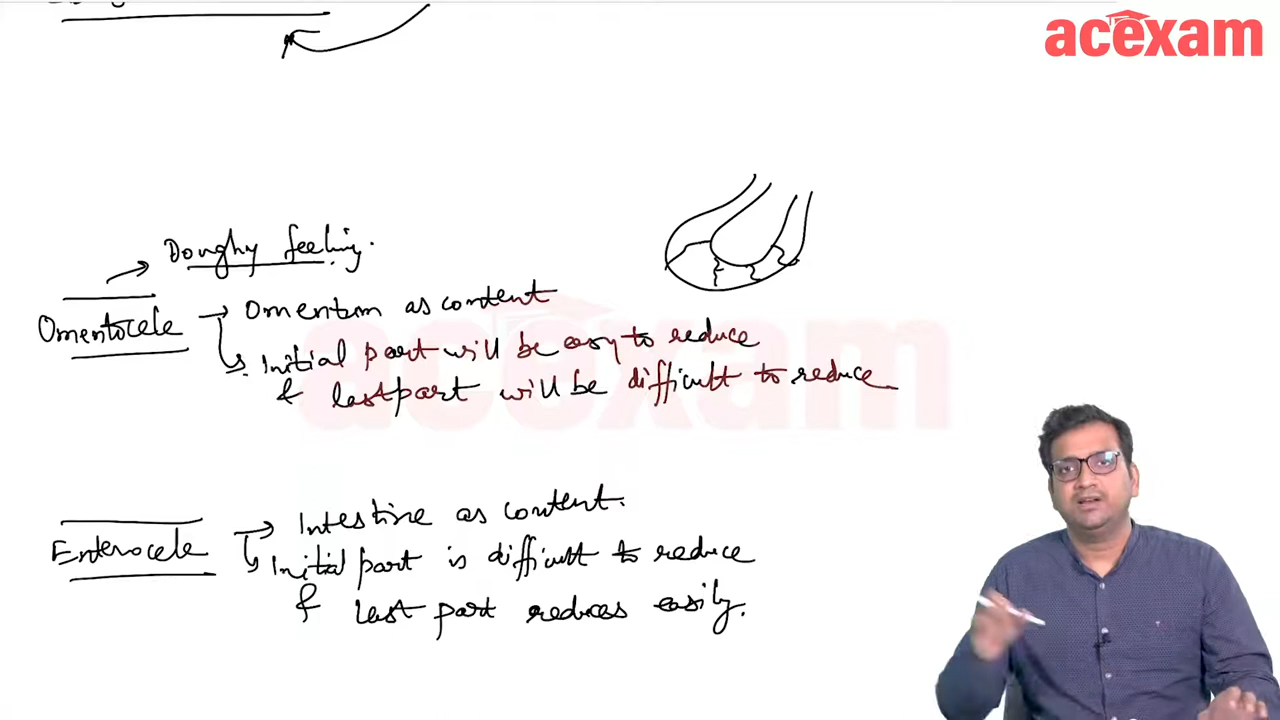 acexam
Doughy feeling.
Omentocele → Omentum as content
Initial part will be easy to reduce
& last part will be difficult to reduce
Enterocele → Intestine as content.
Initial part is difficult to reduce
& last part reduces easily.
acexam